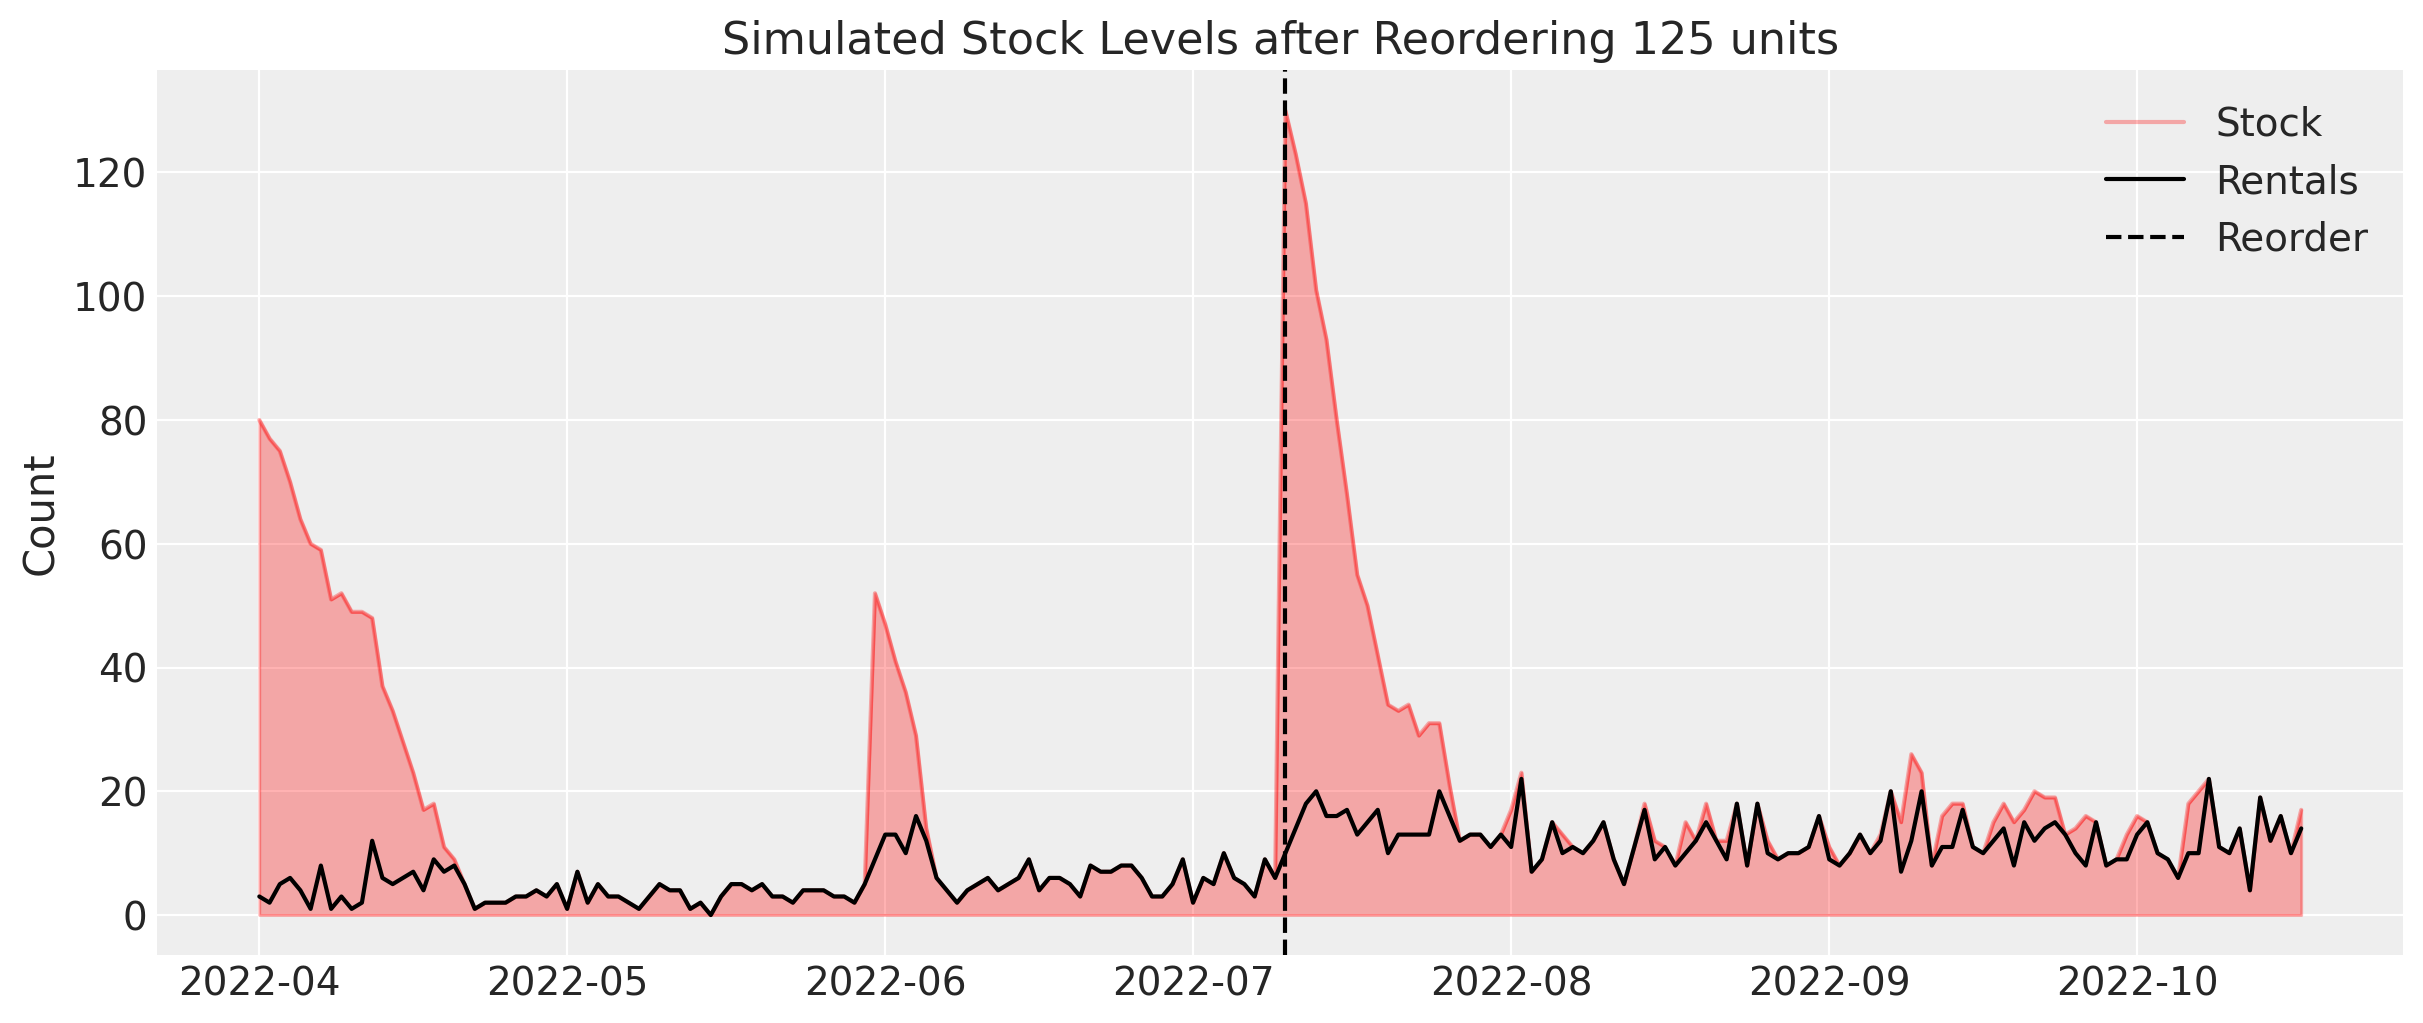 Simulated Stock Levels after Reordering 125 units
Stock
Rentals
Reorder
Count
120
100
80
60
40
20
0
2022-04
2022-05
2022-06
2022-07
2022-08
2022-09
2022-10